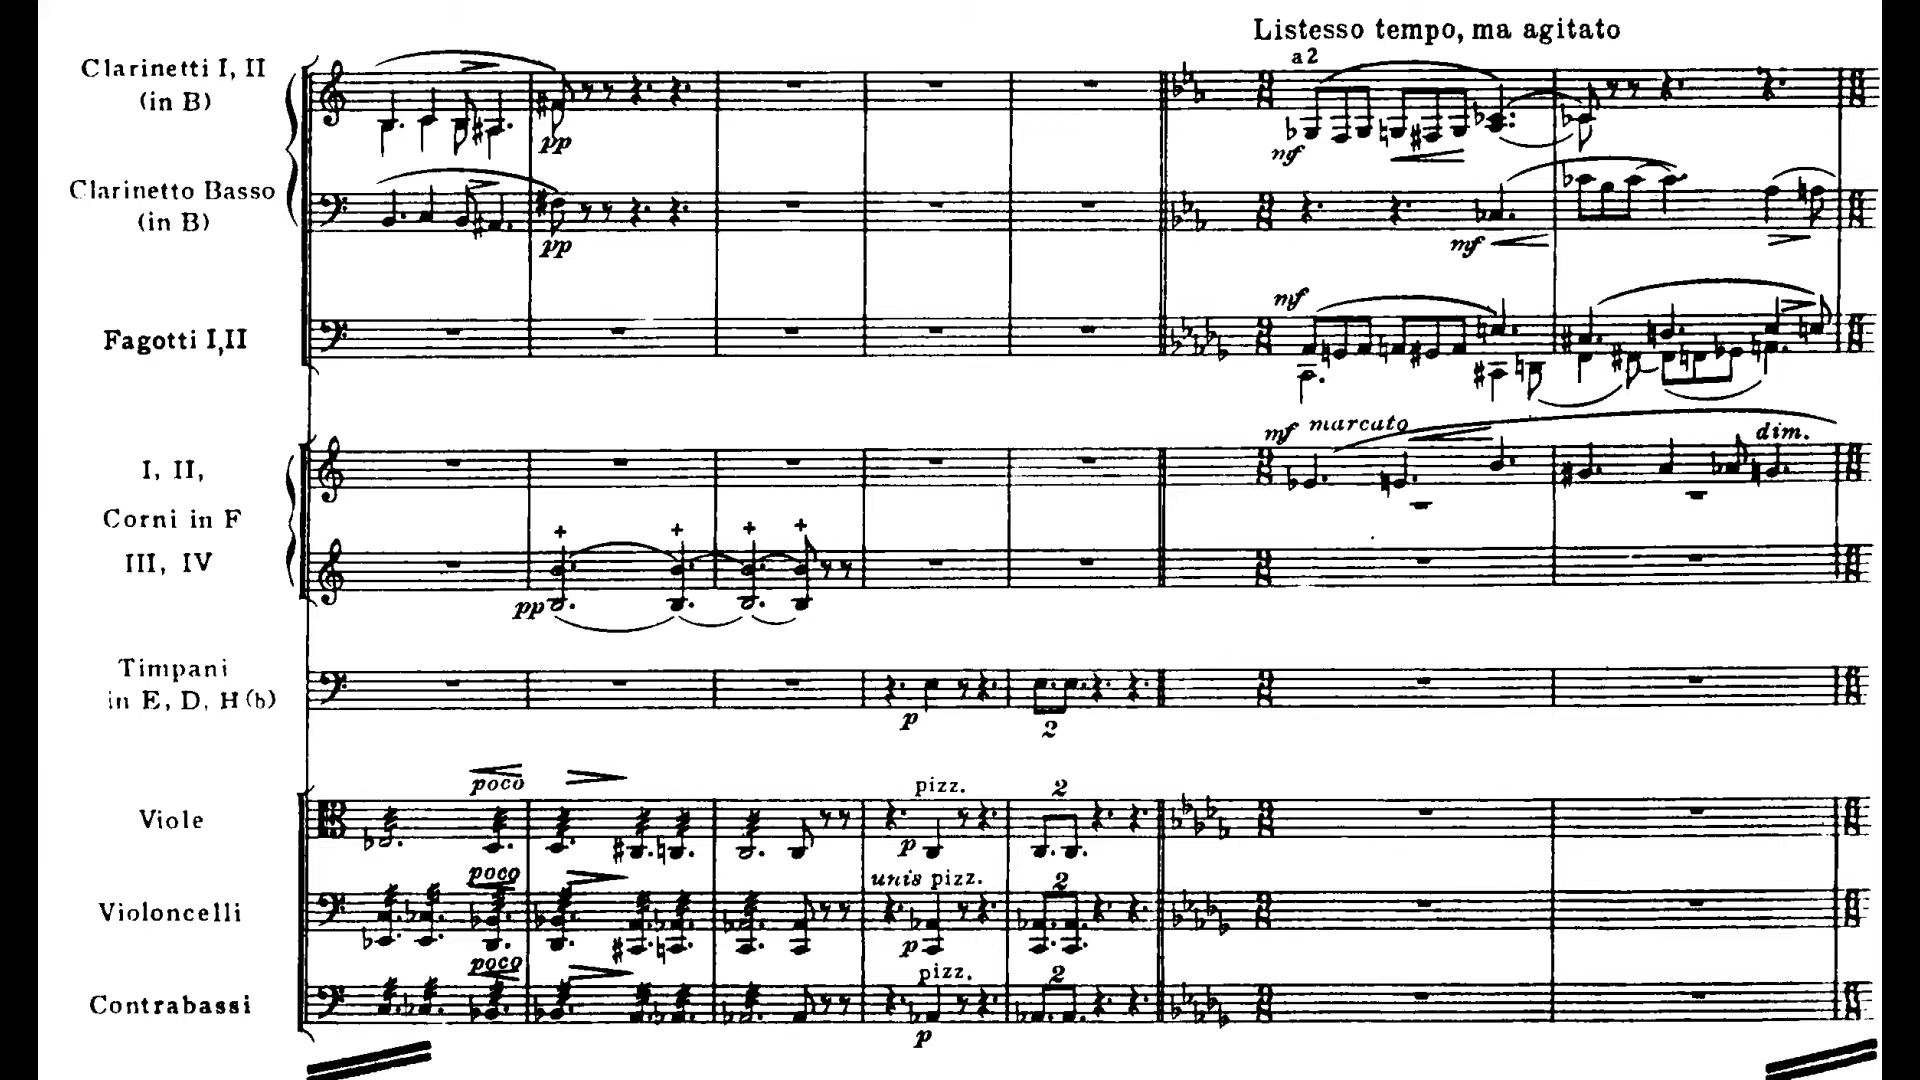 Listesso tempo, ma agitato
Clarinetti I, II
(in B)
a2
pp
mf
Clarinetto Basso
(in B)
pp
mf
Fagotti I,II
mf
I, II,
Corni in F
III, IV
mf marcato
dim.
pp
Timpani
in E, D, H (b)
p
2
Viole
poco
pizz.
p
2
Violoncelli
poco
unis pizz.
p
2
Contrabassi
poco
pizz.
p
2